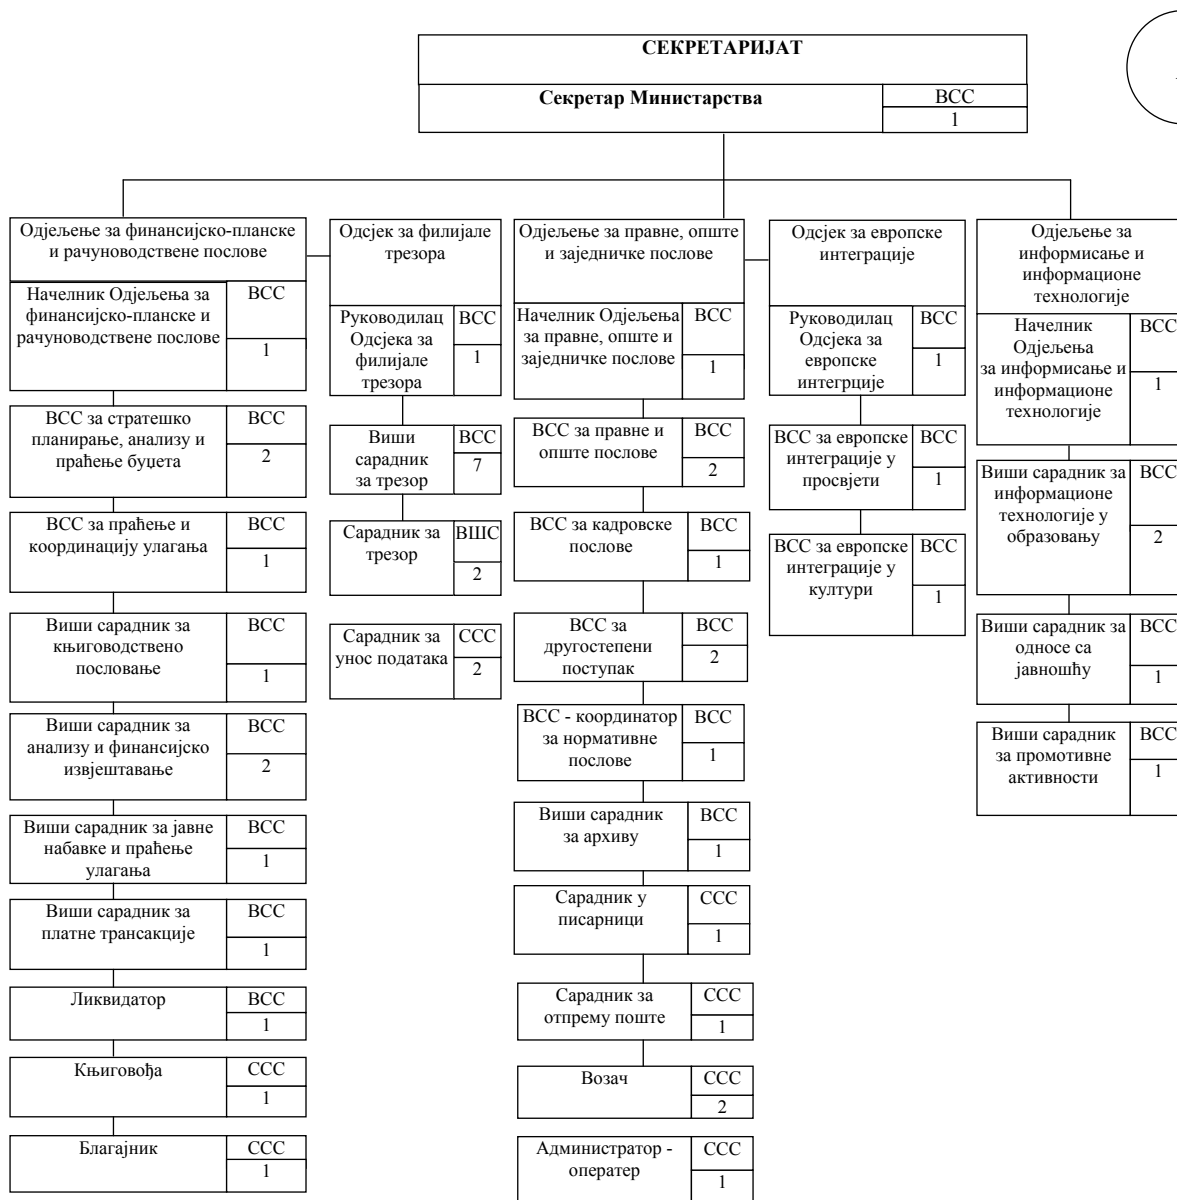 СЕКРЕТАРИЈАТ
Секретар Министарства
ВСС
1
Одјељење за финансијско-планске
и рачуноводствене послове
Начелник Одјељења за
финансијско-планске и
рачуноводствене послове
ВСС
1
ВСС за стратешко
планирање, анализу и
праћење буџета
ВСС
2
ВСС за праћење и
координацију улагања
ВСС
1
Виши сарадник за
књиговодствено
пословање
ВСС
1
Виши сарадник за
анализу и финансијско
извјештавање
ВСС
2
Виши сарадник за јавне
набавке и праћење
улагања
ВСС
1
Виши сарадник за
платне трансакције
ВСС
1
Ликвидатор
ВСС
1
Књиговођа
ССС
1
Благајник
ССС
1
Одсјек за филијале
трезора
Руководилац
Одсјека за
филијале
трезора
ВСС
1
Виши
сарадник
за трезор
ВСС
7
Сарадник за
трезор
ВШС
2
Сарадник за
унос података
ССС
2
Одјељење за правне, опште
и заједничке послове
Начелник Одјељења
за правне, опште и
заједничке послове
ВСС
1
ВСС за правне и
опште послове
ВСС
2
ВСС за кадровске
послове
ВСС
1
ВСС за
другостепени
поступак
ВСС
2
ВСС - координатор
за нормативне
послове
ВСС
1
Виши сарадник
за архиву
ВСС
1
Сарадник у
писарници
ССС
1
Сарадник за
отпрему поште
ССС
1
Возач
ССС
2
Администратор -
оператер
ССС
1
Одсјек за европске
интеграције
Руководилац
Одсјека за
европске
интегрције
ВСС
1
ВСС за европске
интеграције у
просвјети
ВСС
1
ВСС за европске
интеграције у
култури
ВСС
1
Одјељење за
информисање и
информационе
технологије
Начелник
Одјељења
за информисање и
информационе
технологије
ВСС
1
Виши сарадник за
информационе
технологије у
образовању
ВСС
2
Виши сарадник за
односе са
јавношћу
ВСС
1
Виши сарадник
за промотивне
активности
ВСС
1